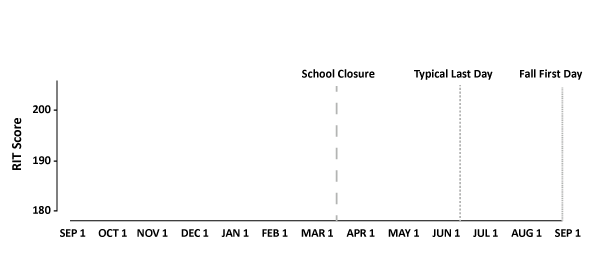 School Closure Typical Last Day Fall First Day
RIT Score
200
190
180
SEP 1 OCT 1 NOV 1 DEC 1 JAN 1 FEB 1 MAR 1 APR 1 MAY 1 JUN 1 JUL 1 AUG 1 SEP 1